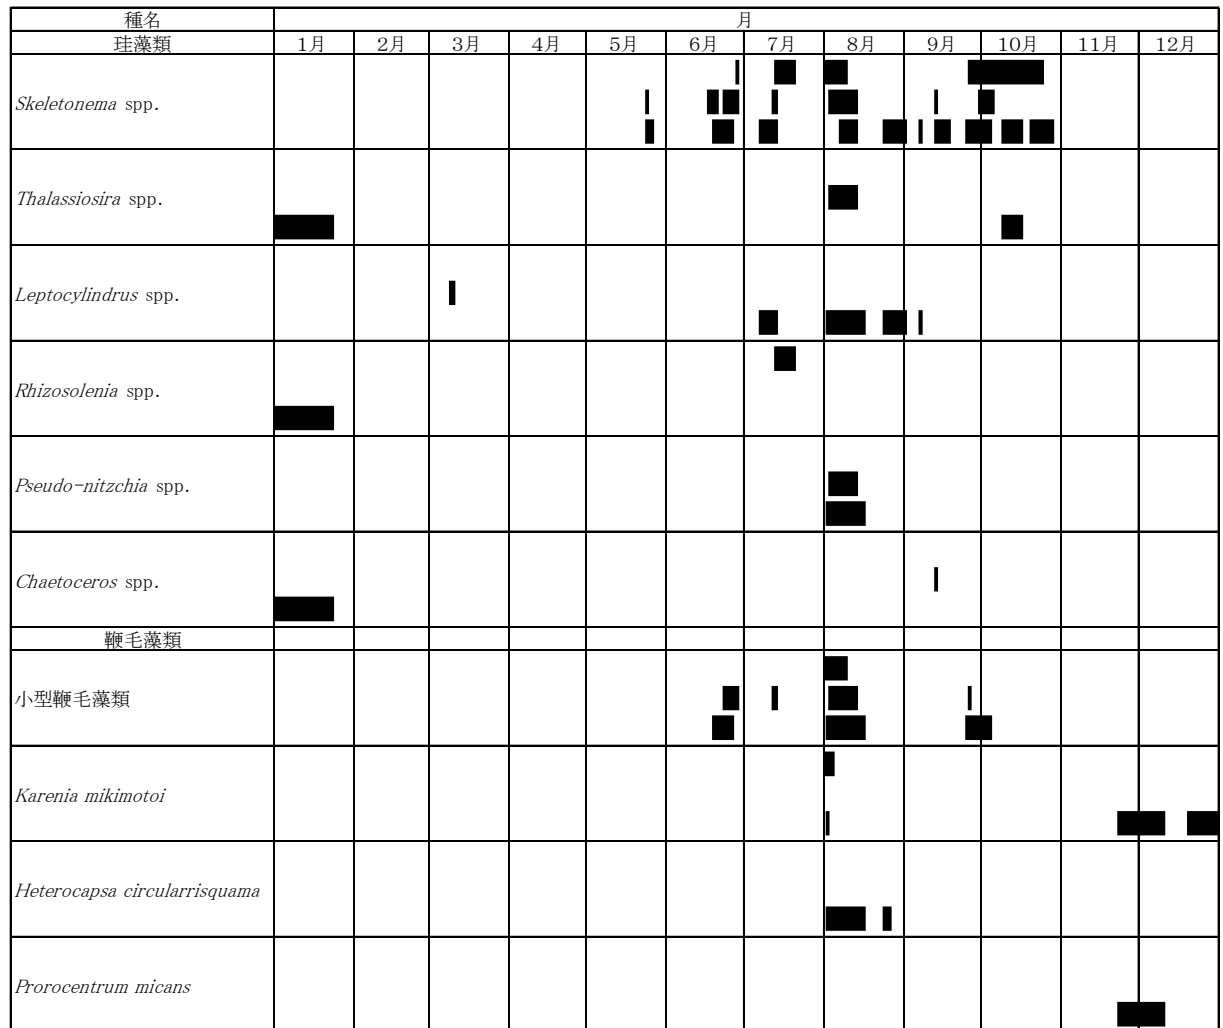 種名 月
珪藻類 1月 2月 3月 4月 5月 6月 7月 8月 9月 10月 11月 12月
Skeletonema spp.
Thalassiosira spp.
Leptocylindrus spp.
Rhizosolenia spp.
Pseudo-nitzchia spp.
Chaetoceros spp.
鞭毛藻類
小型鞭毛藻類
Karenia mikimotoi
Heterocapsa circularrisquama
Prorocentrum micans